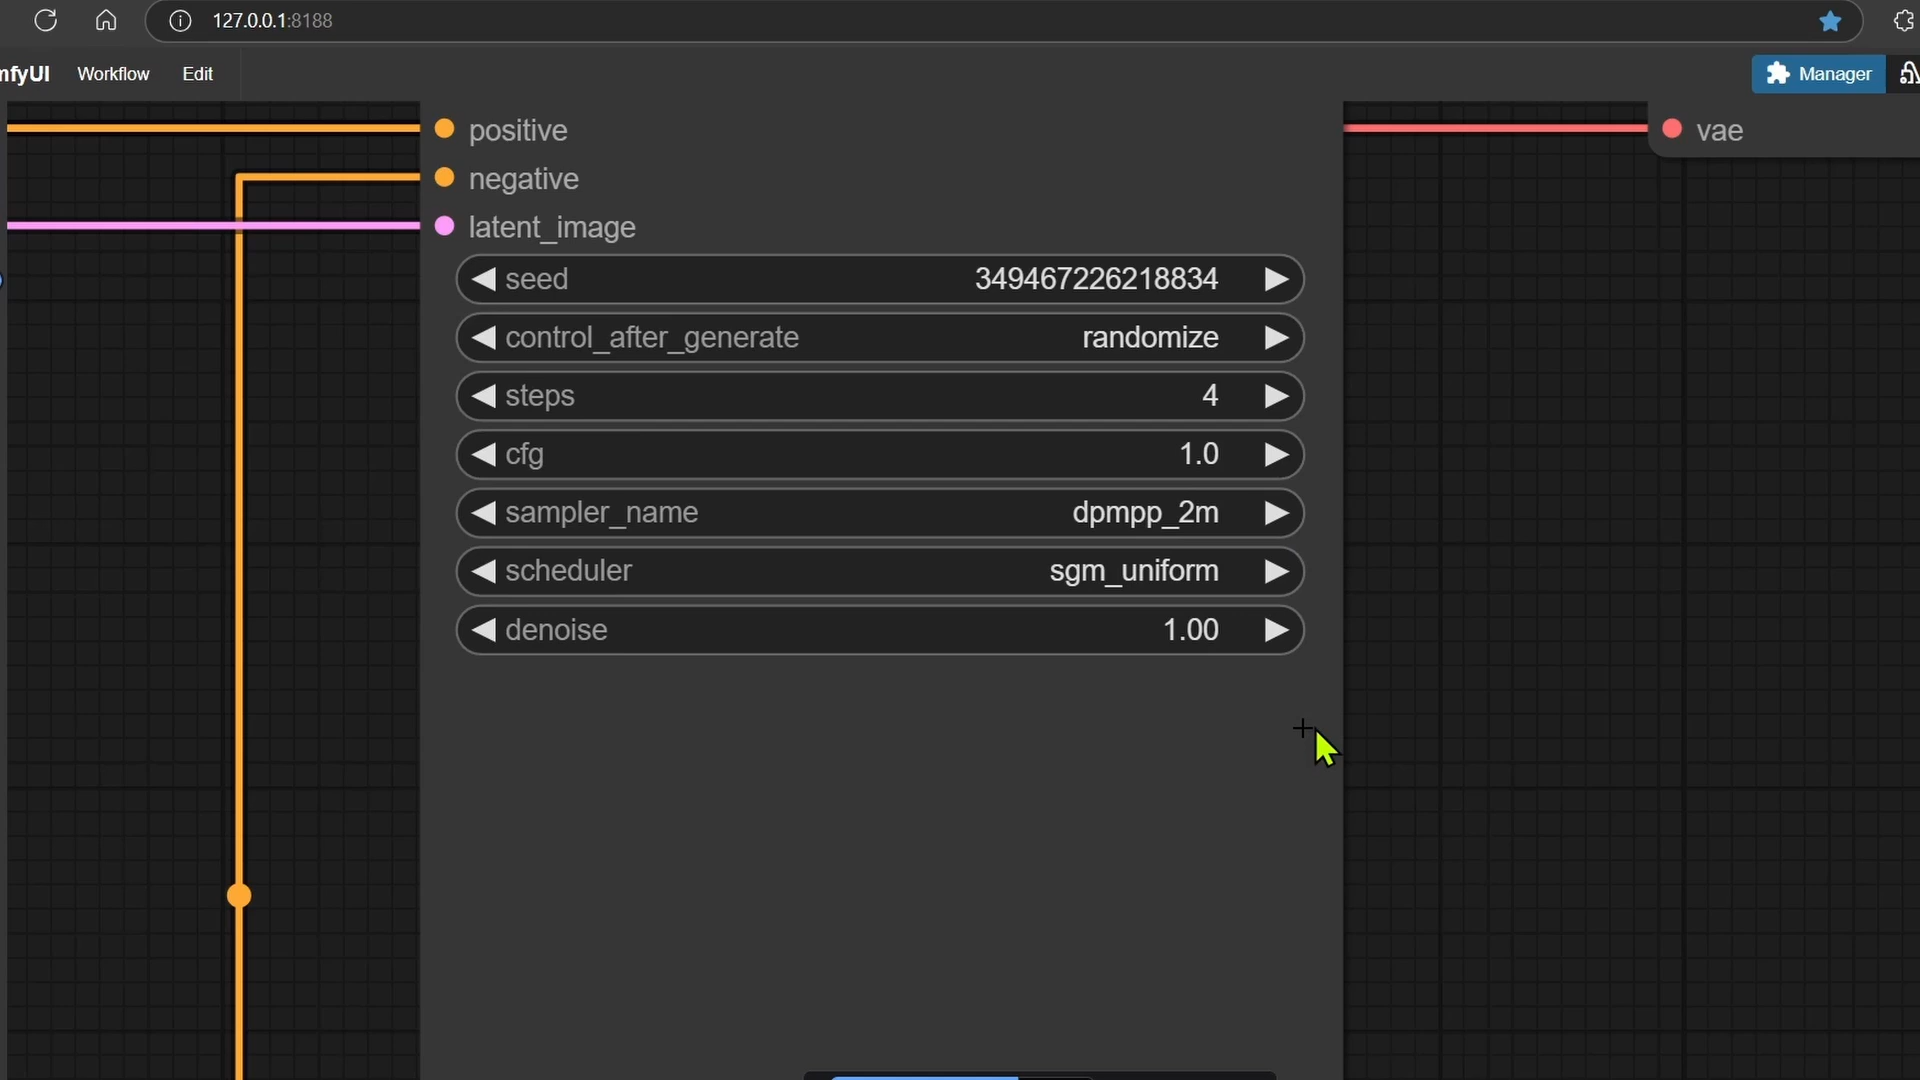 127.0.0.1:8188
mfyUI Workflow Edit
Manager
positive
vae
negative
latent_image
seed 349467226218834
control_after_generate randomize
steps 4
cfg 1.0
sampler_name dpmpp_2m
scheduler sgm_uniform
denoise 1.00